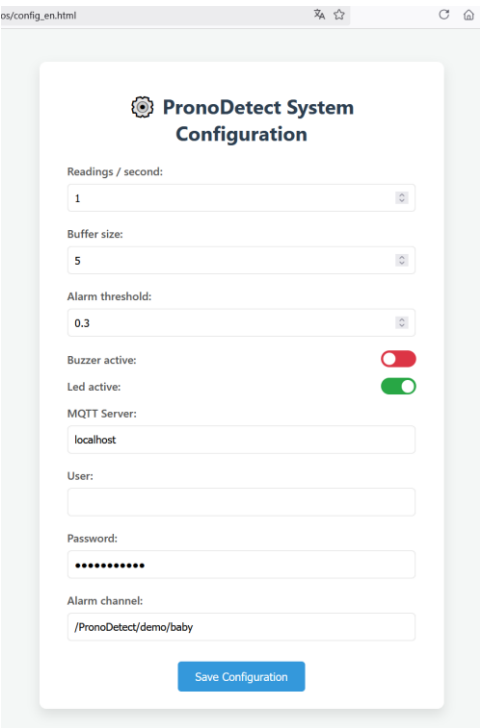 os/config_en.html
PronoDetect System
Configuration
Readings / second:
1
Buffer size:
5
Alarm threshold:
0.3
Buzzer active:
Led active:
MQTT Server:
localhost
User:
Password:
•••••••••••
Alarm channel:
/PronoDetect/demo/baby
Save Configuration